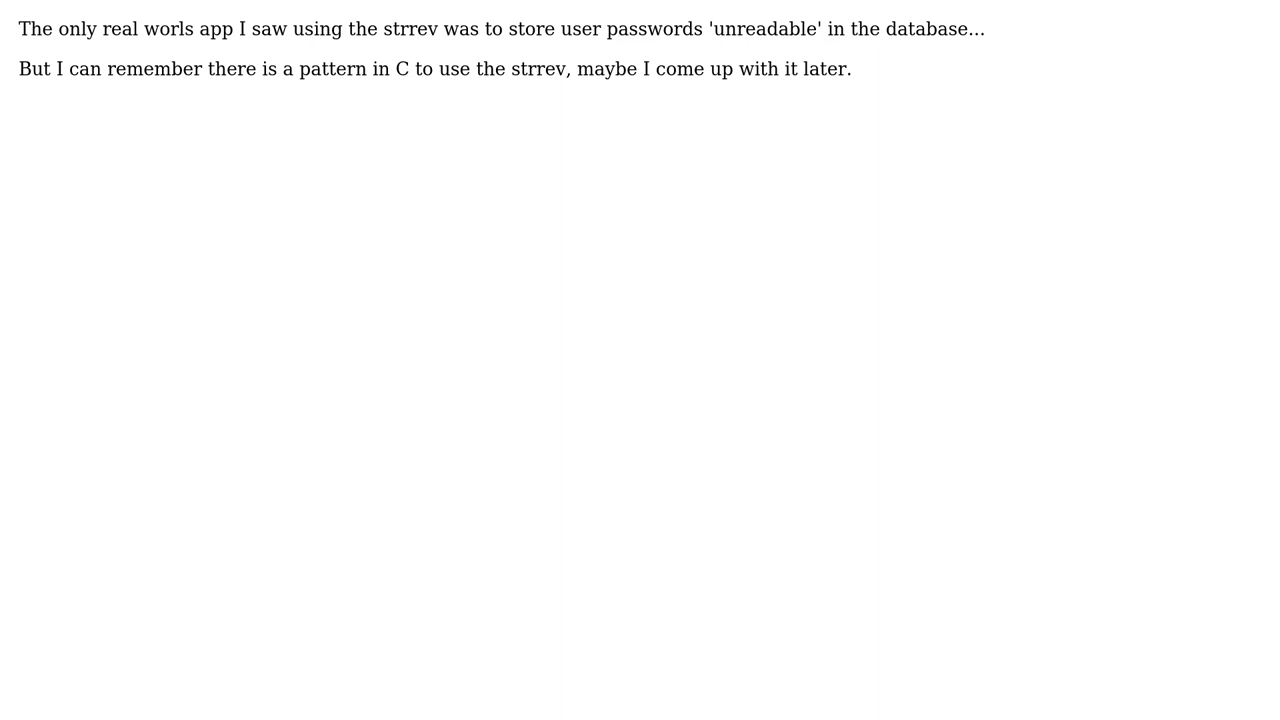 The only real worls app I saw using the strrev was to store user passwords 'unreadable' in the database...
But I can remember there is a pattern in C to use the strrev, maybe I come up with it later.